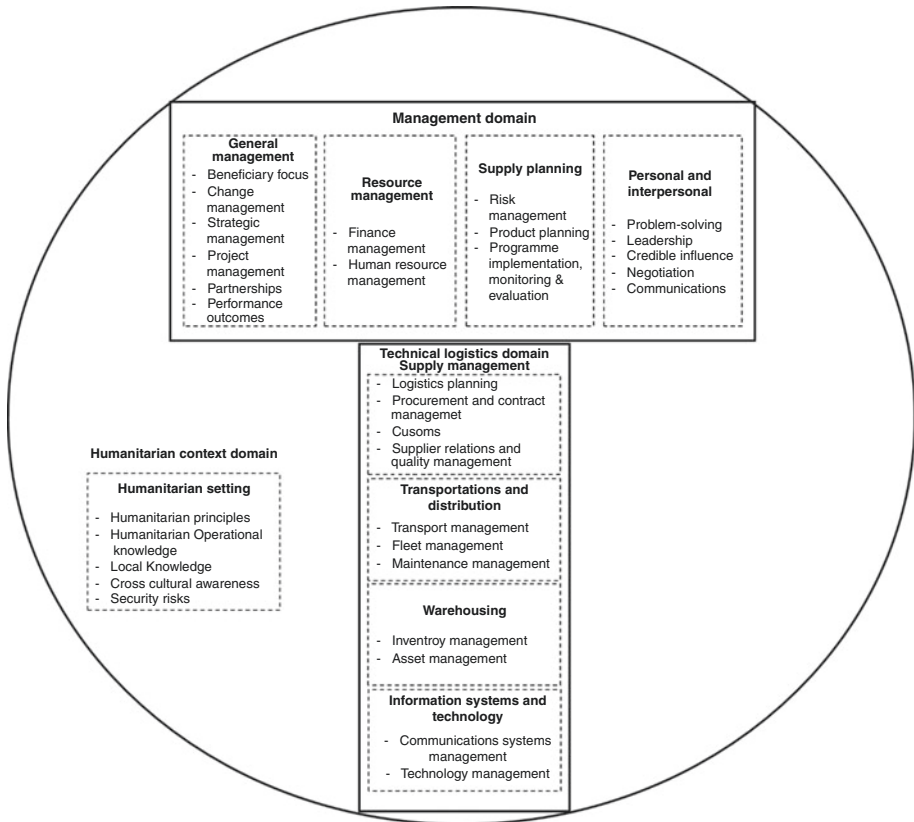 Management domain
General
management
- Beneficiary focus
- Change
management
- Strategic
management
- Project
management
- Partnerships
- Performance
outcomes
Resource
management
- Finance
management
- Human resource
management
Supply planning
- Risk
management
- Product planning
- Programme
implementation,
monitoring &
evaluation
Personal and
interpersonal
- Problem-solving
- Leadership
- Credible influence
- Negotiation
- Communications
Technical logistics domain
Supply management
- Logistics planning
- Procurement and contract
managemet
- Cusoms
- Supplier relations and
quality management
Transportations and
distribution
- Transport management
- Fleet management
- Maintenance management
Warehousing
- Inventroy management
- Asset management
Information systems and
technology
- Communications systems
management
- Technology management
Humanitarian context domain
Humanitarian setting
- Humanitarian principles
- Humanitarian Operational
knowledge
- Local Knowledge
- Cross cultural awareness
- Security risks